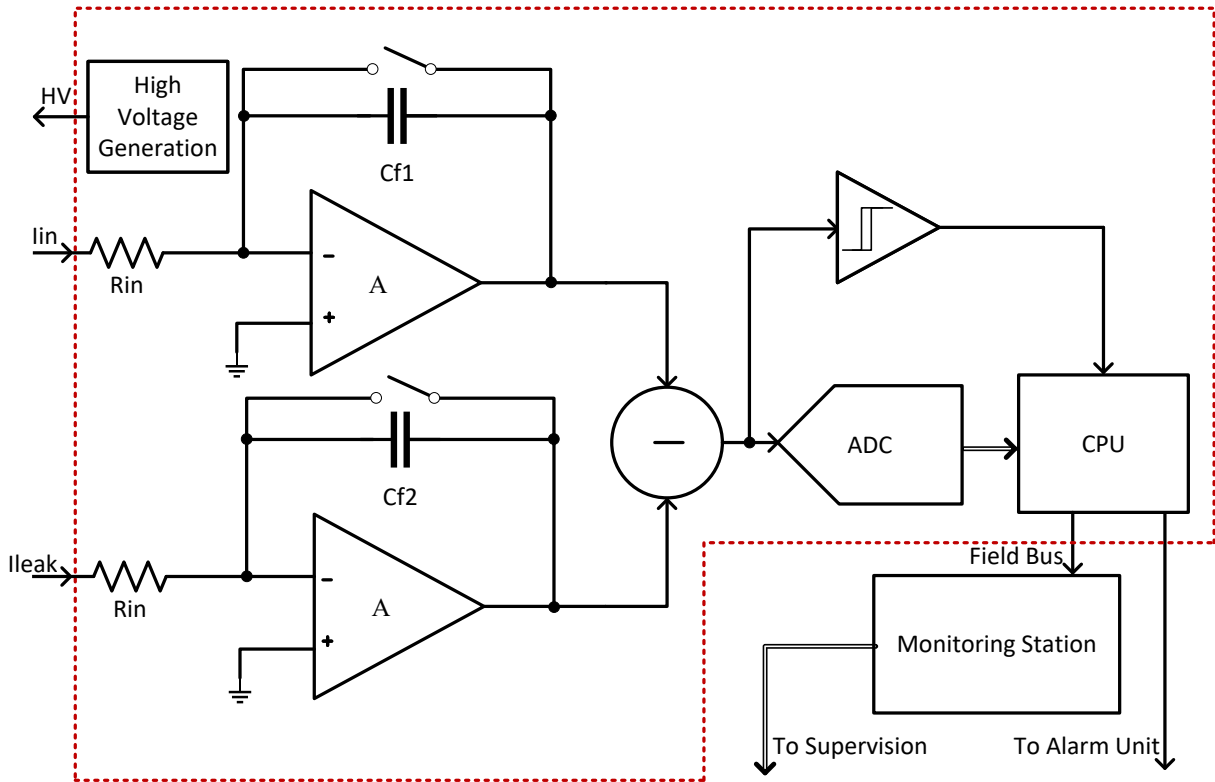 HV
High
Voltage
Generation
Cf1
Iin
Rin
−
A
+
Cf2
Ileak
Rin
−
A
+
—
ADC
CPU
Field Bus
Monitoring Station
To Supervision
To Alarm Unit